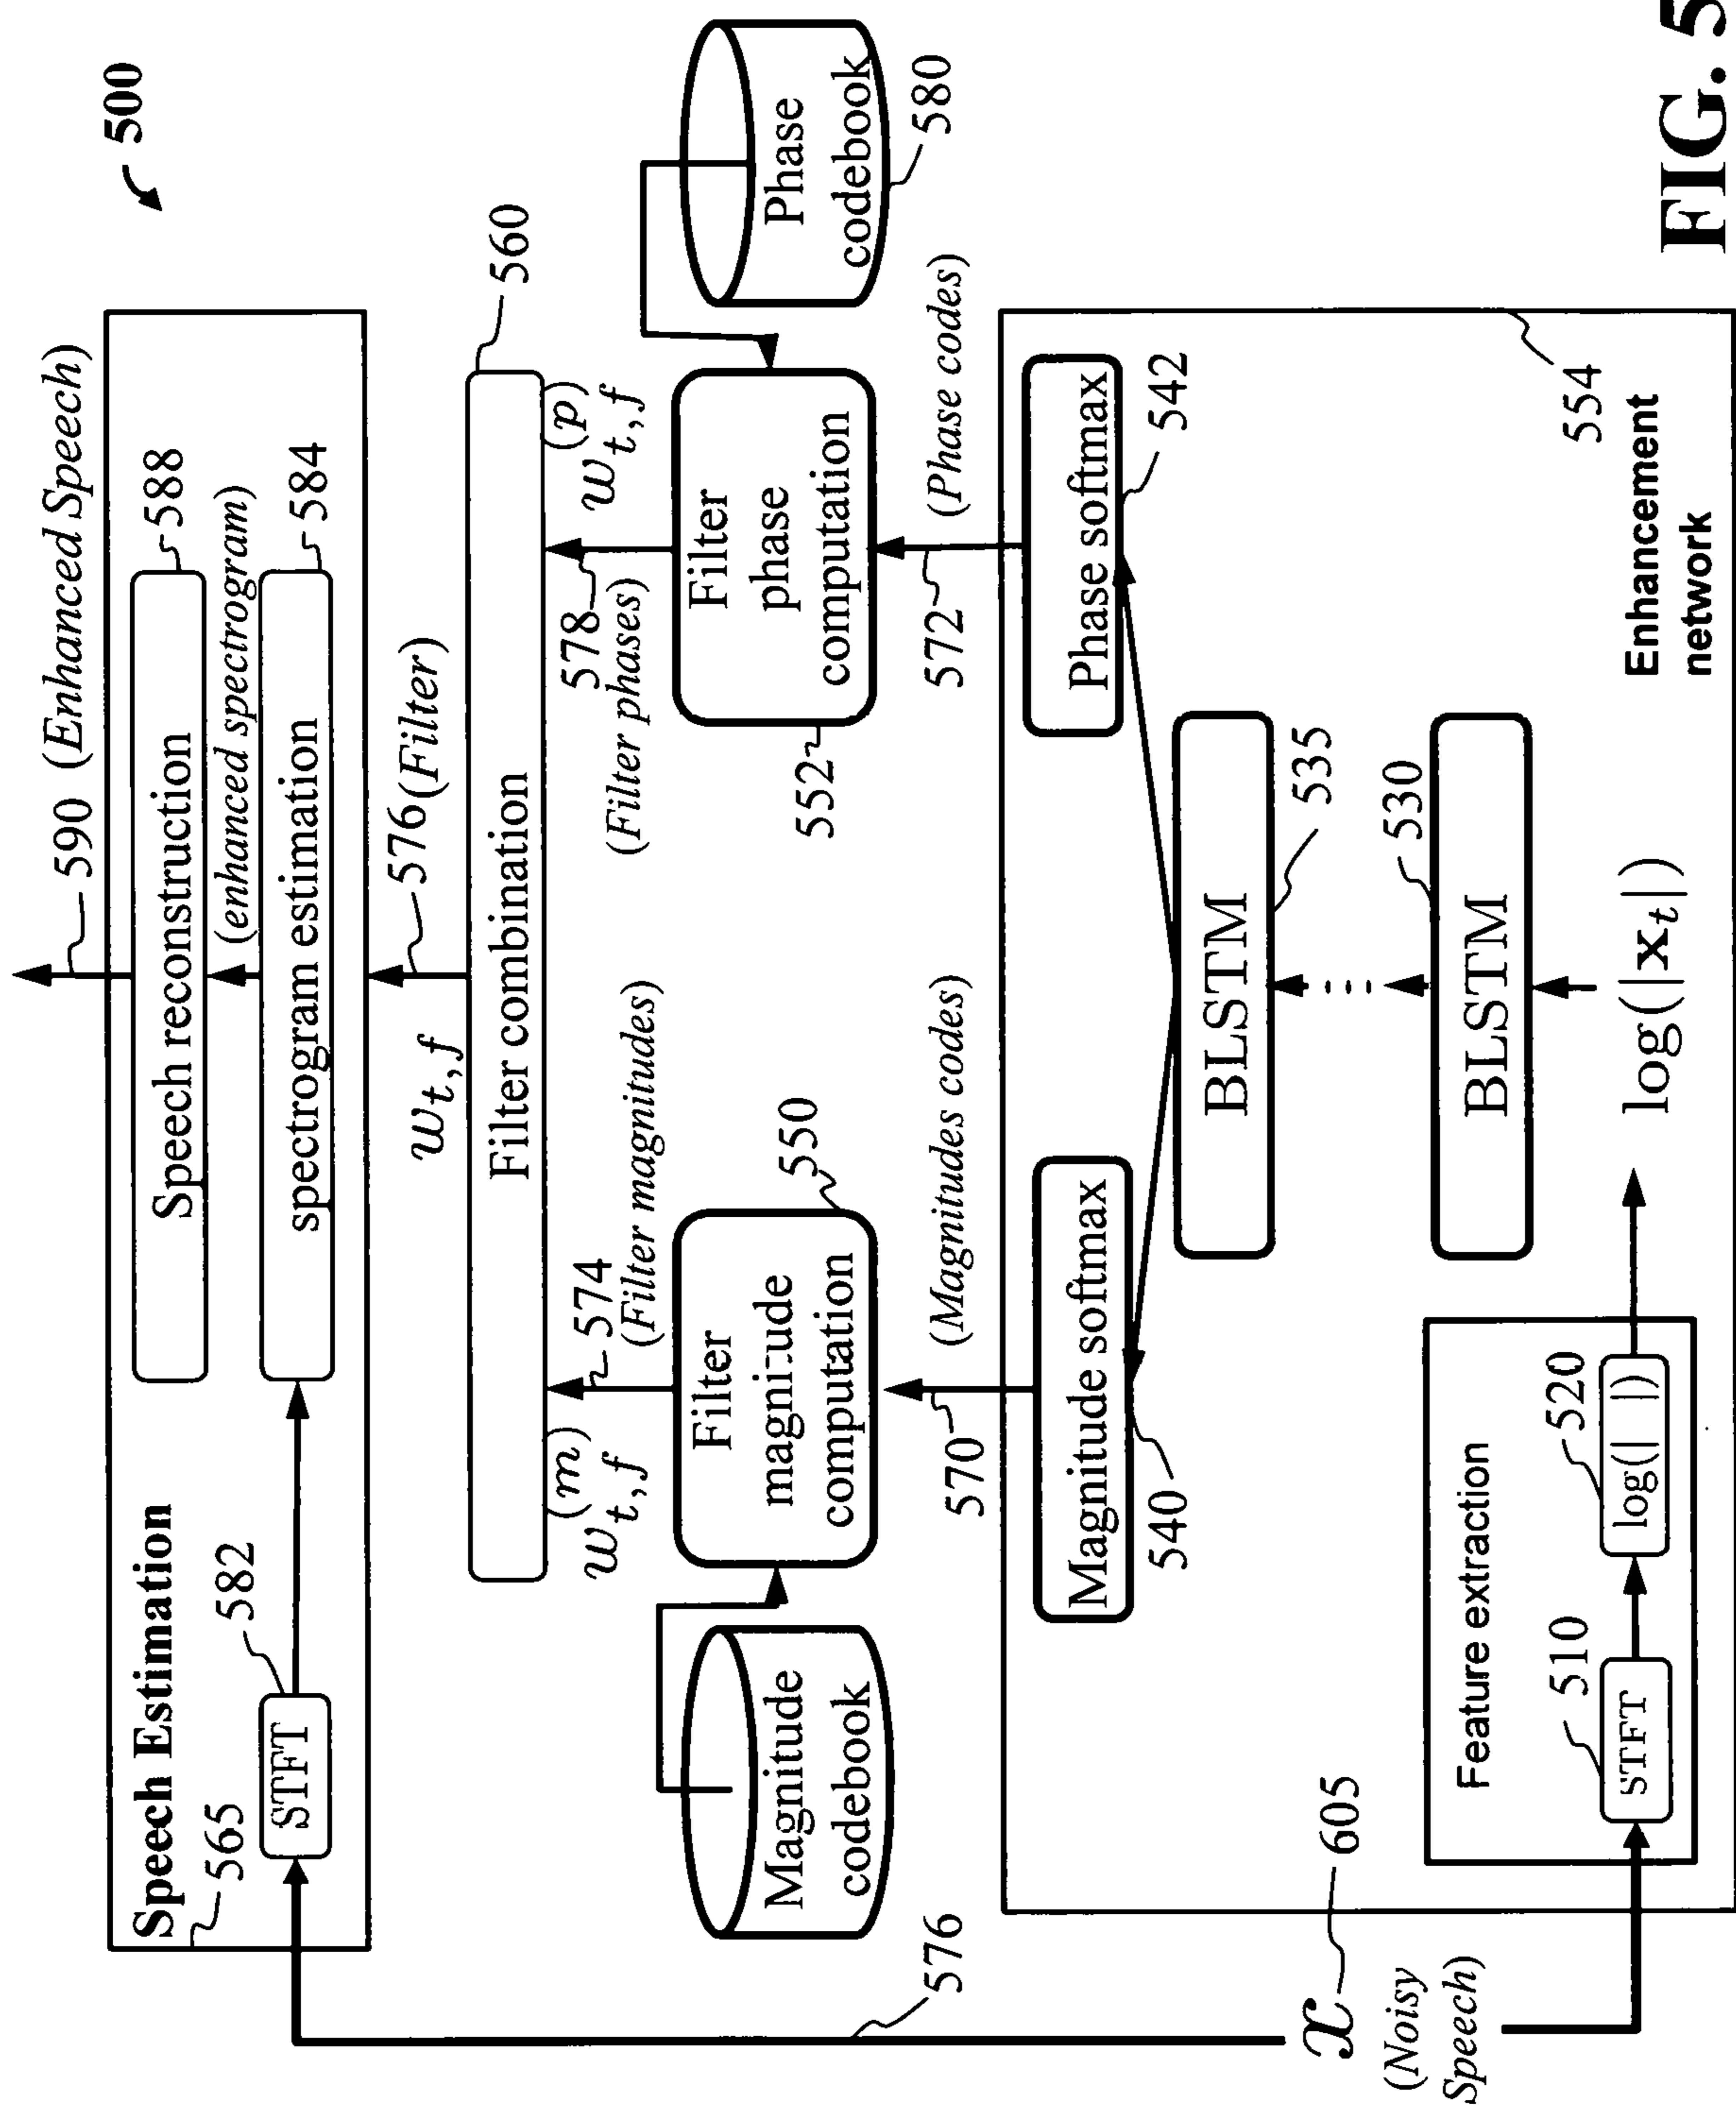 500
590 (Enhanced Speech)
Speech Estimation
565
Speech reconstruction
588
(enhanced spectrogram)
STFT
582
spectrogram estimation
584
w_{t,f}
576 (Filter)
Filter combination
560
w_{t,f}^{(m)}
574
(Filter magnitudes)
578
(Filter phases)
w_{t,f}^{(p)}
Magnitude
codebook
Filter
magnitude
computation
550
552
Filter
phase
computation
Phase
codebook
580
570
(Magnitudes codes)
572
(Phase codes)
576
Magnitude softmax
540
Phase softmax
542
BLSTM
535
BLSTM
530
554
x
605
(Noisy
Speech)
Feature extraction
STFT
510
log(| |)
520
log(|x_t|)
Enhancement
network
FIG. 5